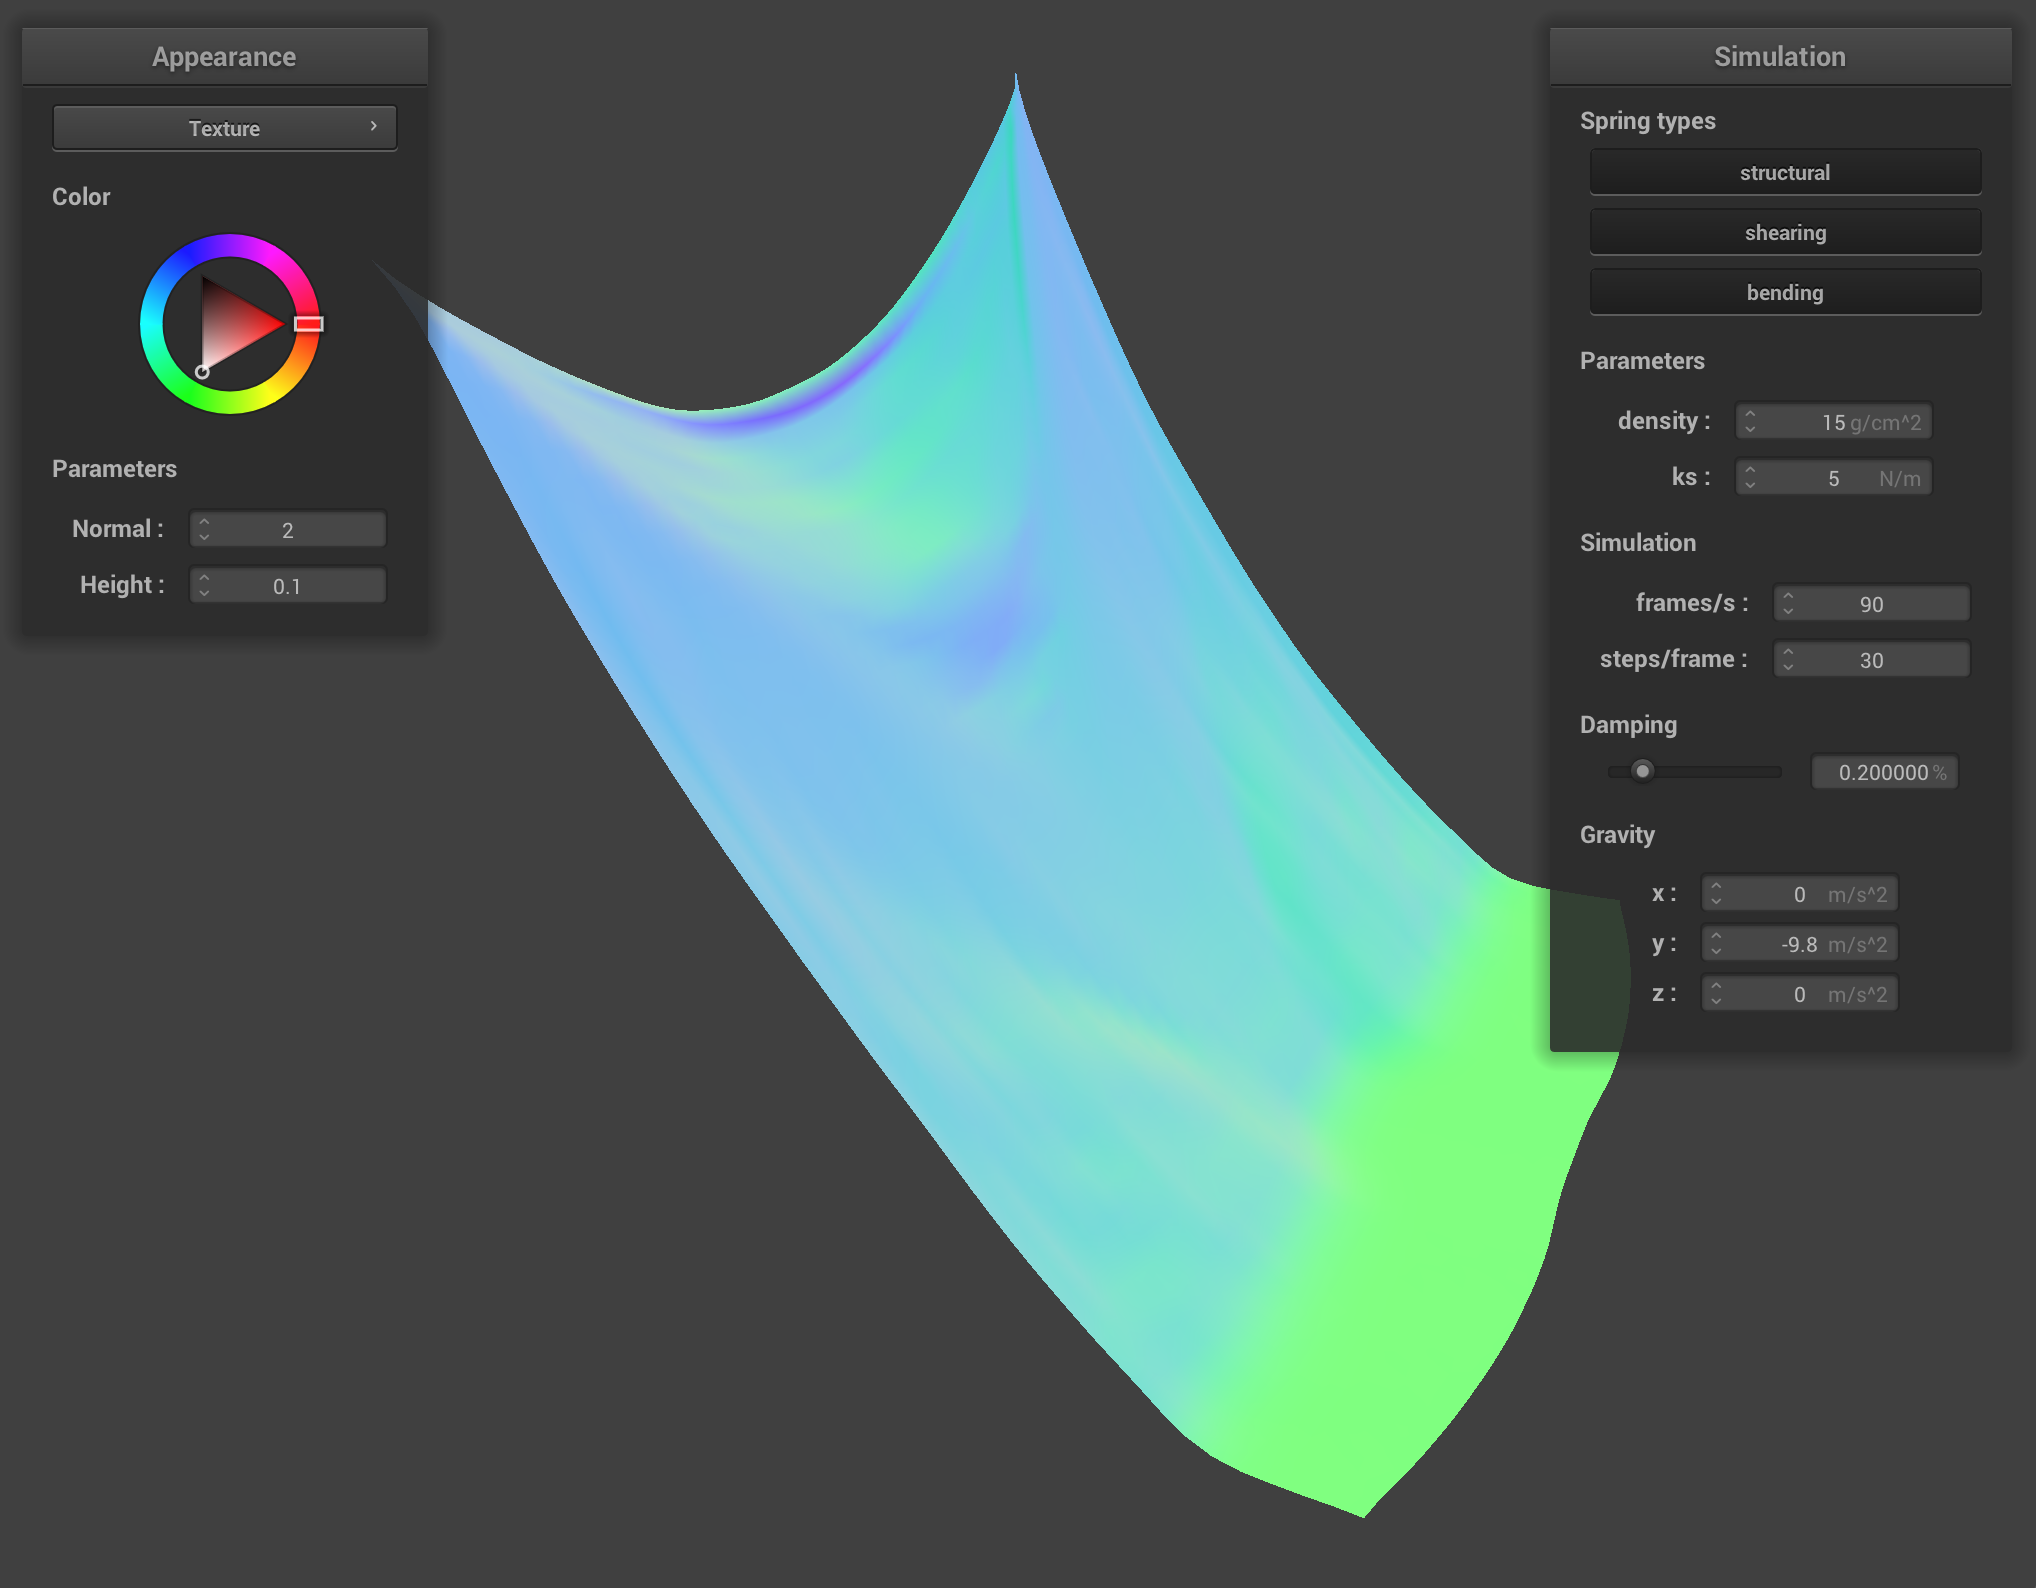 Appearance
Texture ›
Color
Parameters
Normal : 2
Height : 0.1
Simulation
Spring types
structural
shearing
bending
Parameters
density : 15 g/cm^2
ks : 5 N/m
Simulation
frames/s : 90
steps/frame : 30
Damping
0.200000 %
Gravity
x : 0 m/s^2
y : -9.8 m/s^2
z : 0 m/s^2